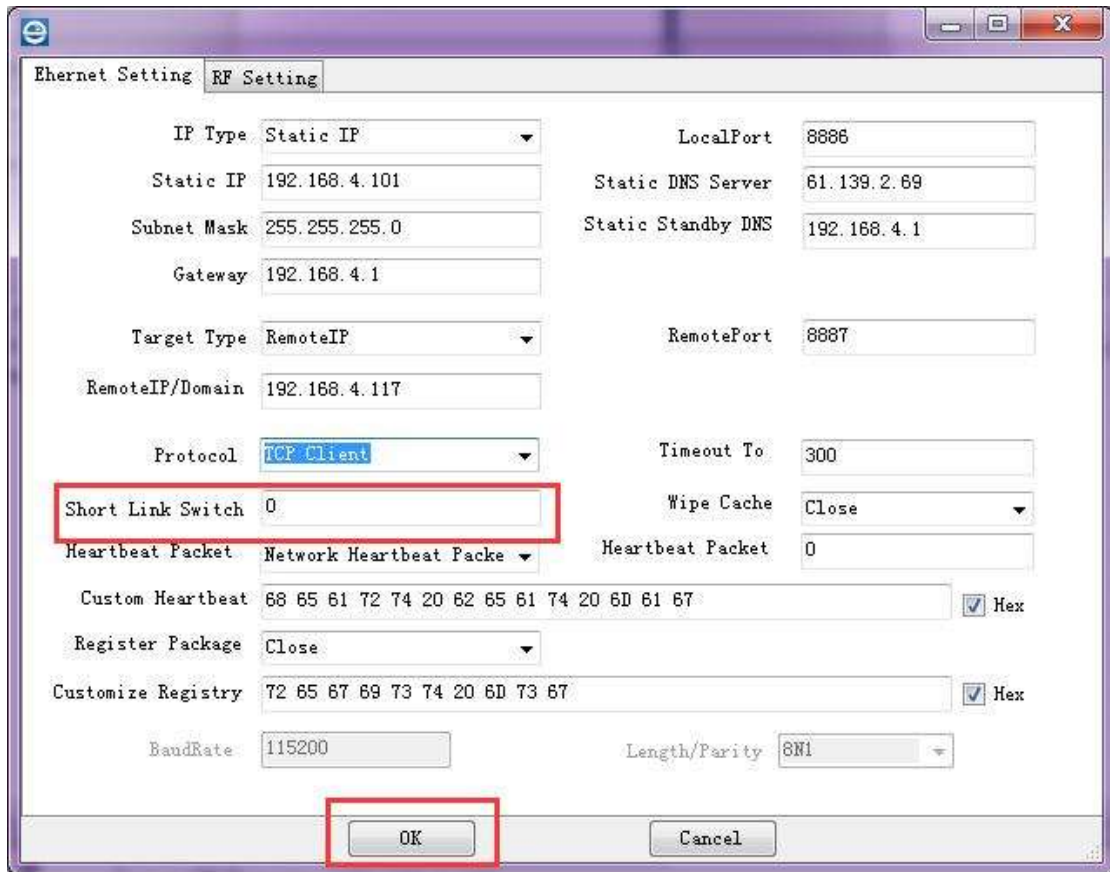 Ehernet Setting RF Setting
IP Type Static IP LocalPort 8886
Static IP 192.168.4.101 Static DNS Server 61.139.2.69
Subnet Mask 255.255.255.0 Static Standby DNS 192.168.4.1
Gateway 192.168.4.1
Target Type RemoteIP RemotePort 8887
RemoteIP/Domain 192.168.4.117
Protocol TCP Client Timeout To 300
Short Link Switch 0 Wipe Cache Close
Heartbeat Packet Network Heartbeat Packe Heartbeat Packet 0
Custom Heartbeat 68 65 61 72 74 20 62 65 61 74 20 6D 61 67 Hex
Register Package Close
Customize Registry 72 65 67 69 73 74 20 6D 73 67 Hex
BaudRate 115200 Length/Parity 8N1
OK Cancel